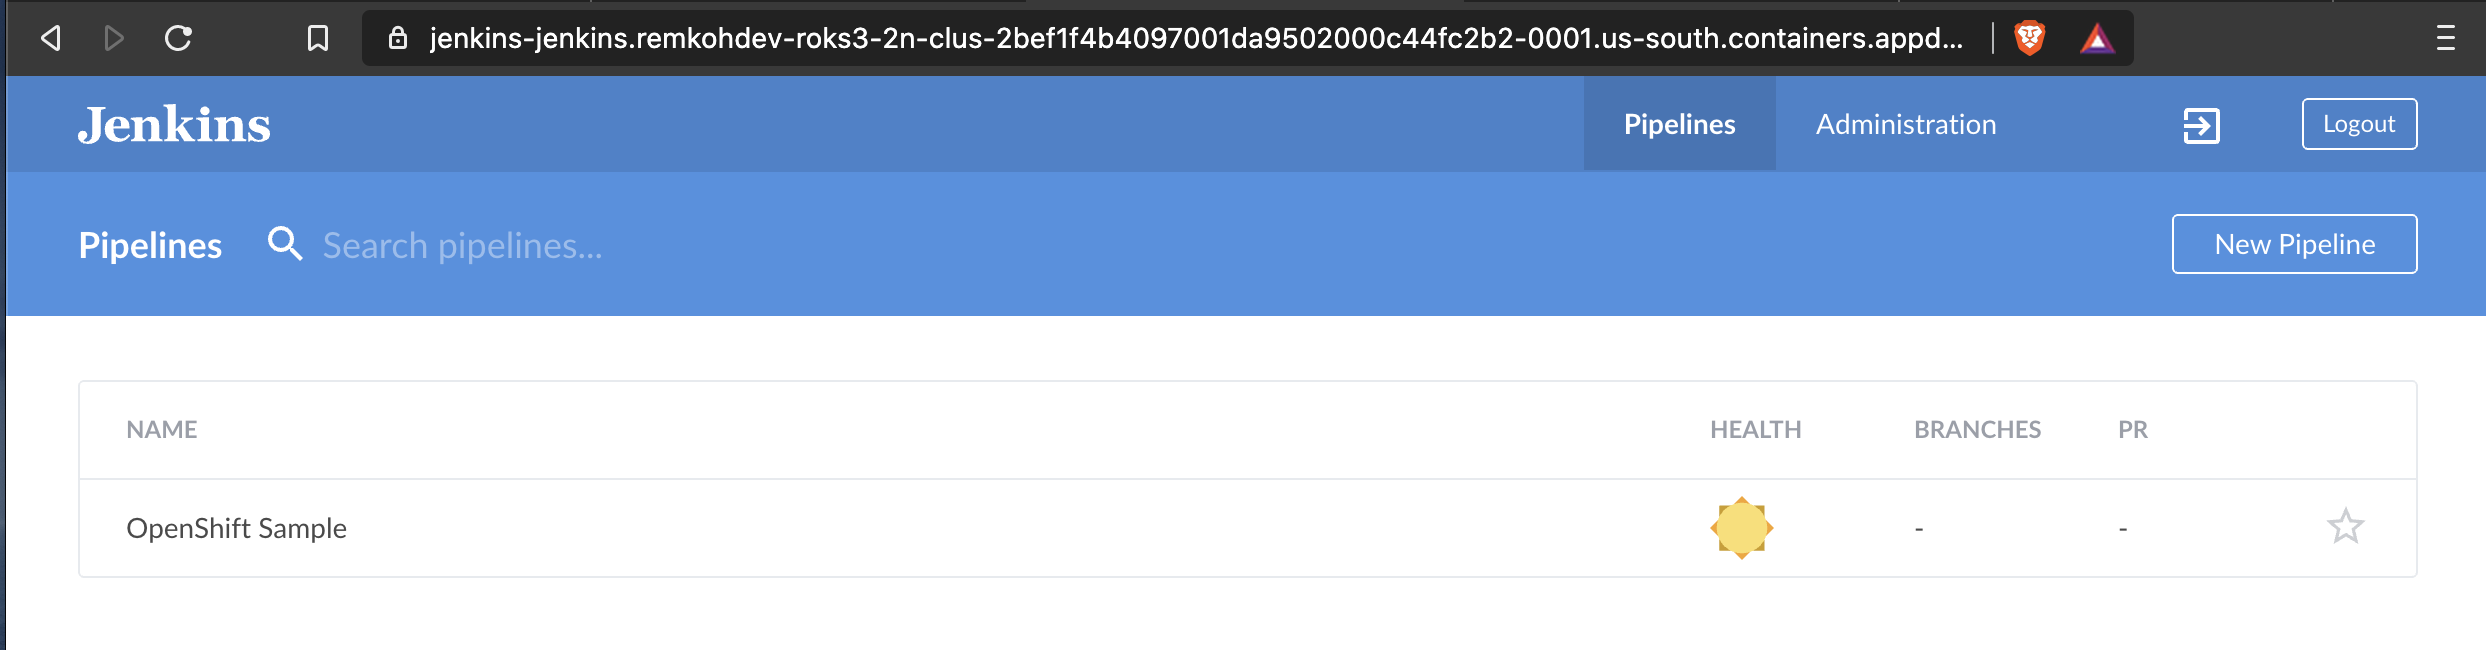 jenkins-jenkins.remkohdev-roks3-2n-clus-2bef1f4b4097001da9502000c44fc2b2-0001.us-south.containers.appd...
Jenkins Pipelines Administration Logout
Pipelines Search pipelines... New Pipeline
NAME HEALTH BRANCHES PR
OpenShift Sample - -